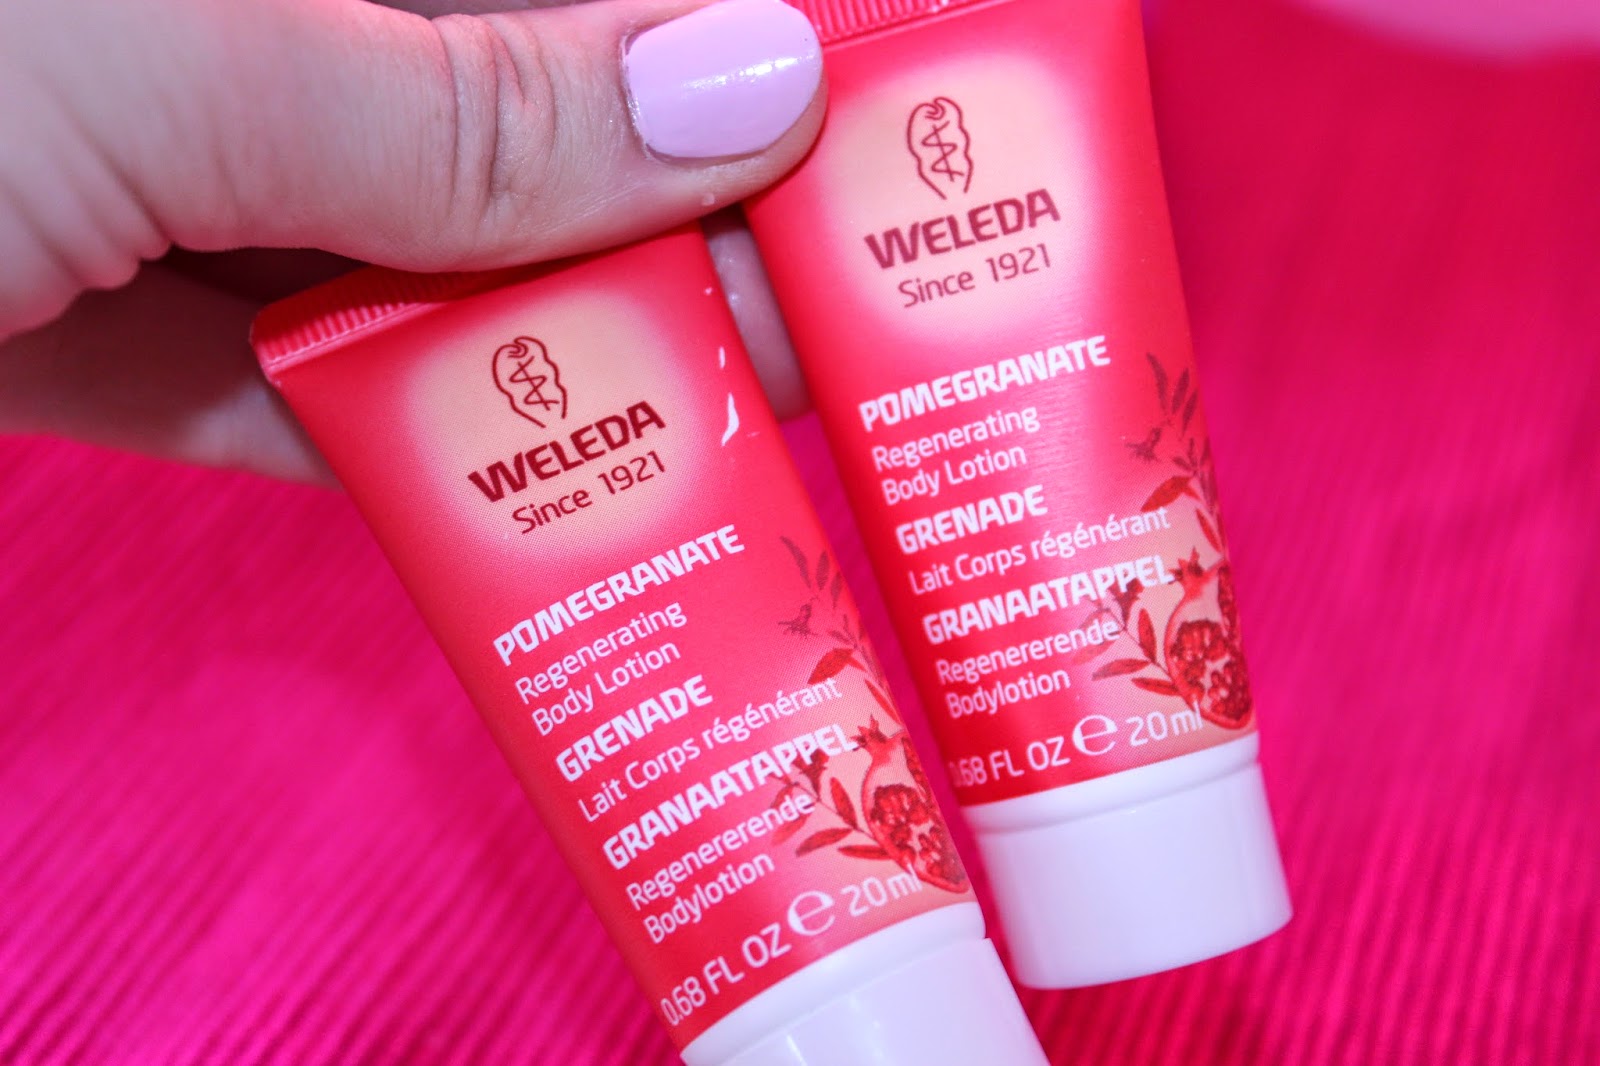 WELEDA
Since 1921
POMEGRANATE
Regenerating
Body Lotion
GRENADE
Lait Corps régénérant
GRANAATAPPEL
Regenererende
Bodylotion
0.68 FL OZ ℮ 20 ml
WELEDA
Since 1921
POMEGRANATE
Regenerating
Body Lotion
GRENADE
Lait Corps régénérant
GRANAATAPPEL
Regenererende
Bodylotion
0.68 FL OZ ℮ 20 ml